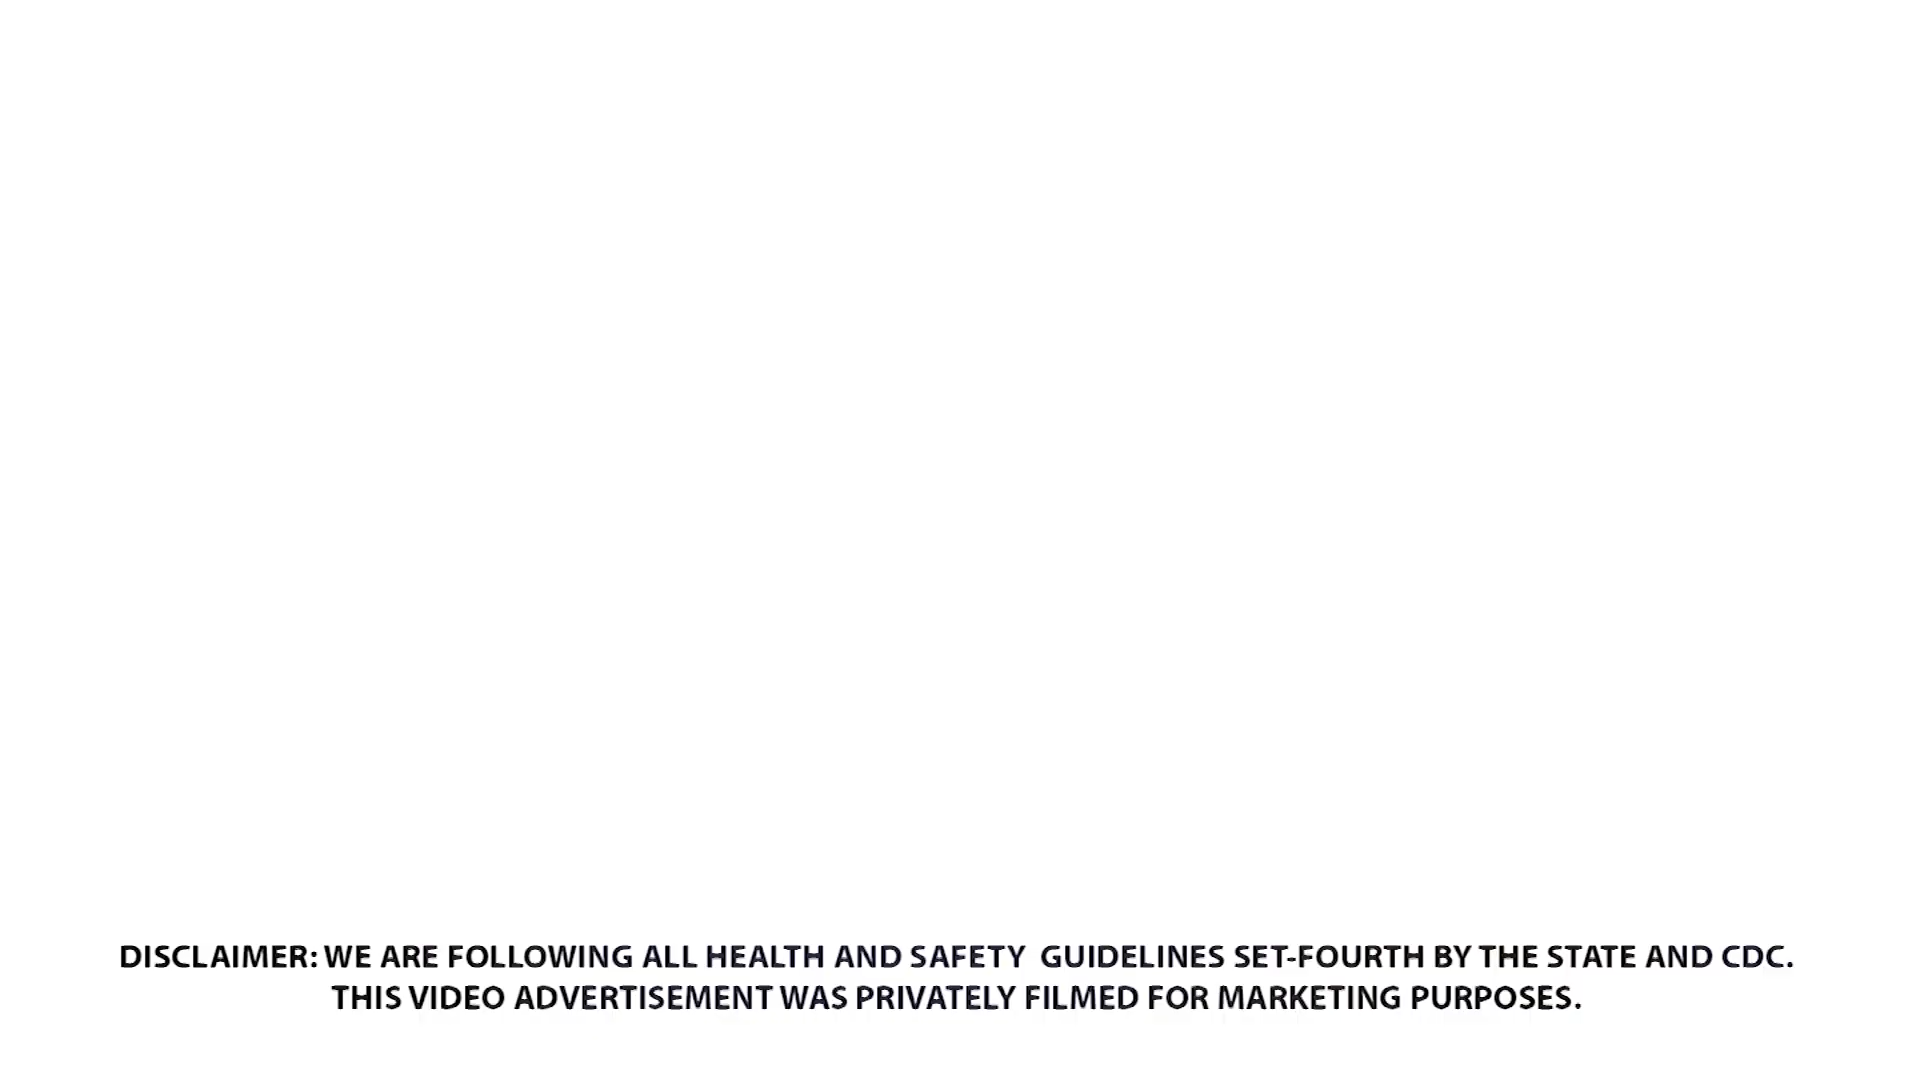 DISCLAIMER: WE ARE FOLLOWING ALL HEALTH AND SAFETY  GUIDELINES SET-FOURTH BY THE STATE AND CDC.
THIS VIDEO ADVERTISEMENT WAS PRIVATELY FILMED FOR MARKETING PURPOSES.